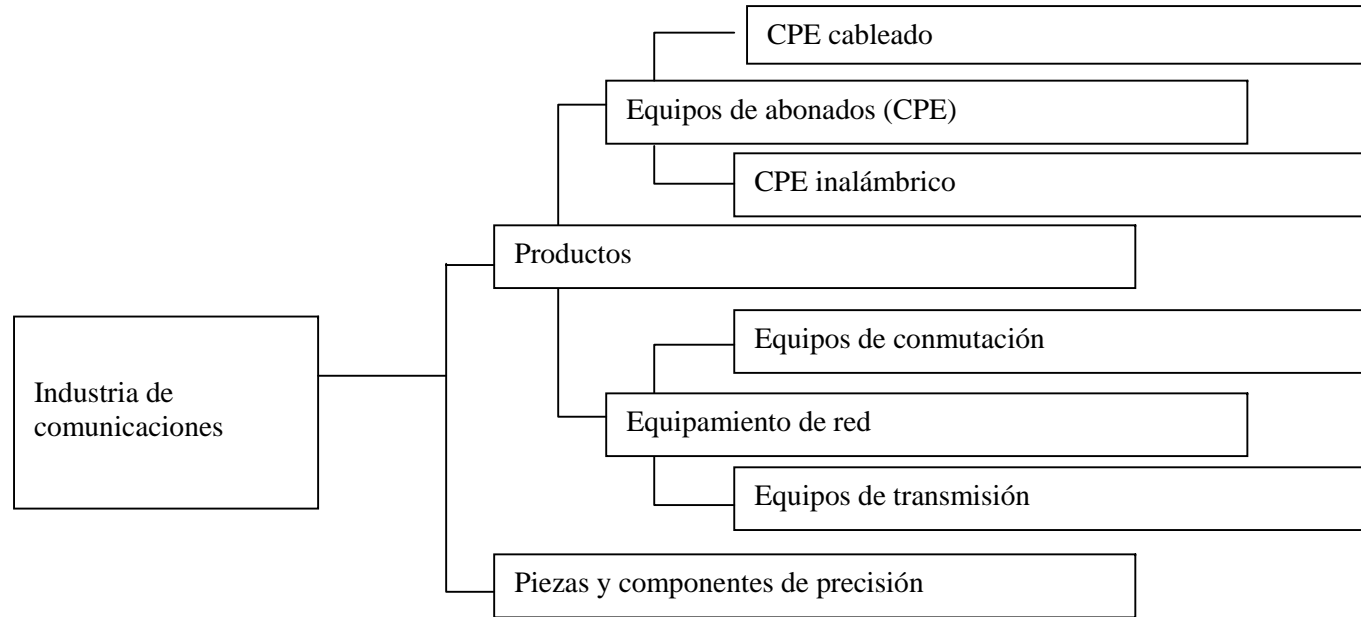 CPE cableado
Equipos de abonados (CPE)
CPE inalámbrico
Productos
Equipos de conmutación
Industria de
comunicaciones
Equipamiento de red
Equipos de transmisión
Piezas y componentes de precisión